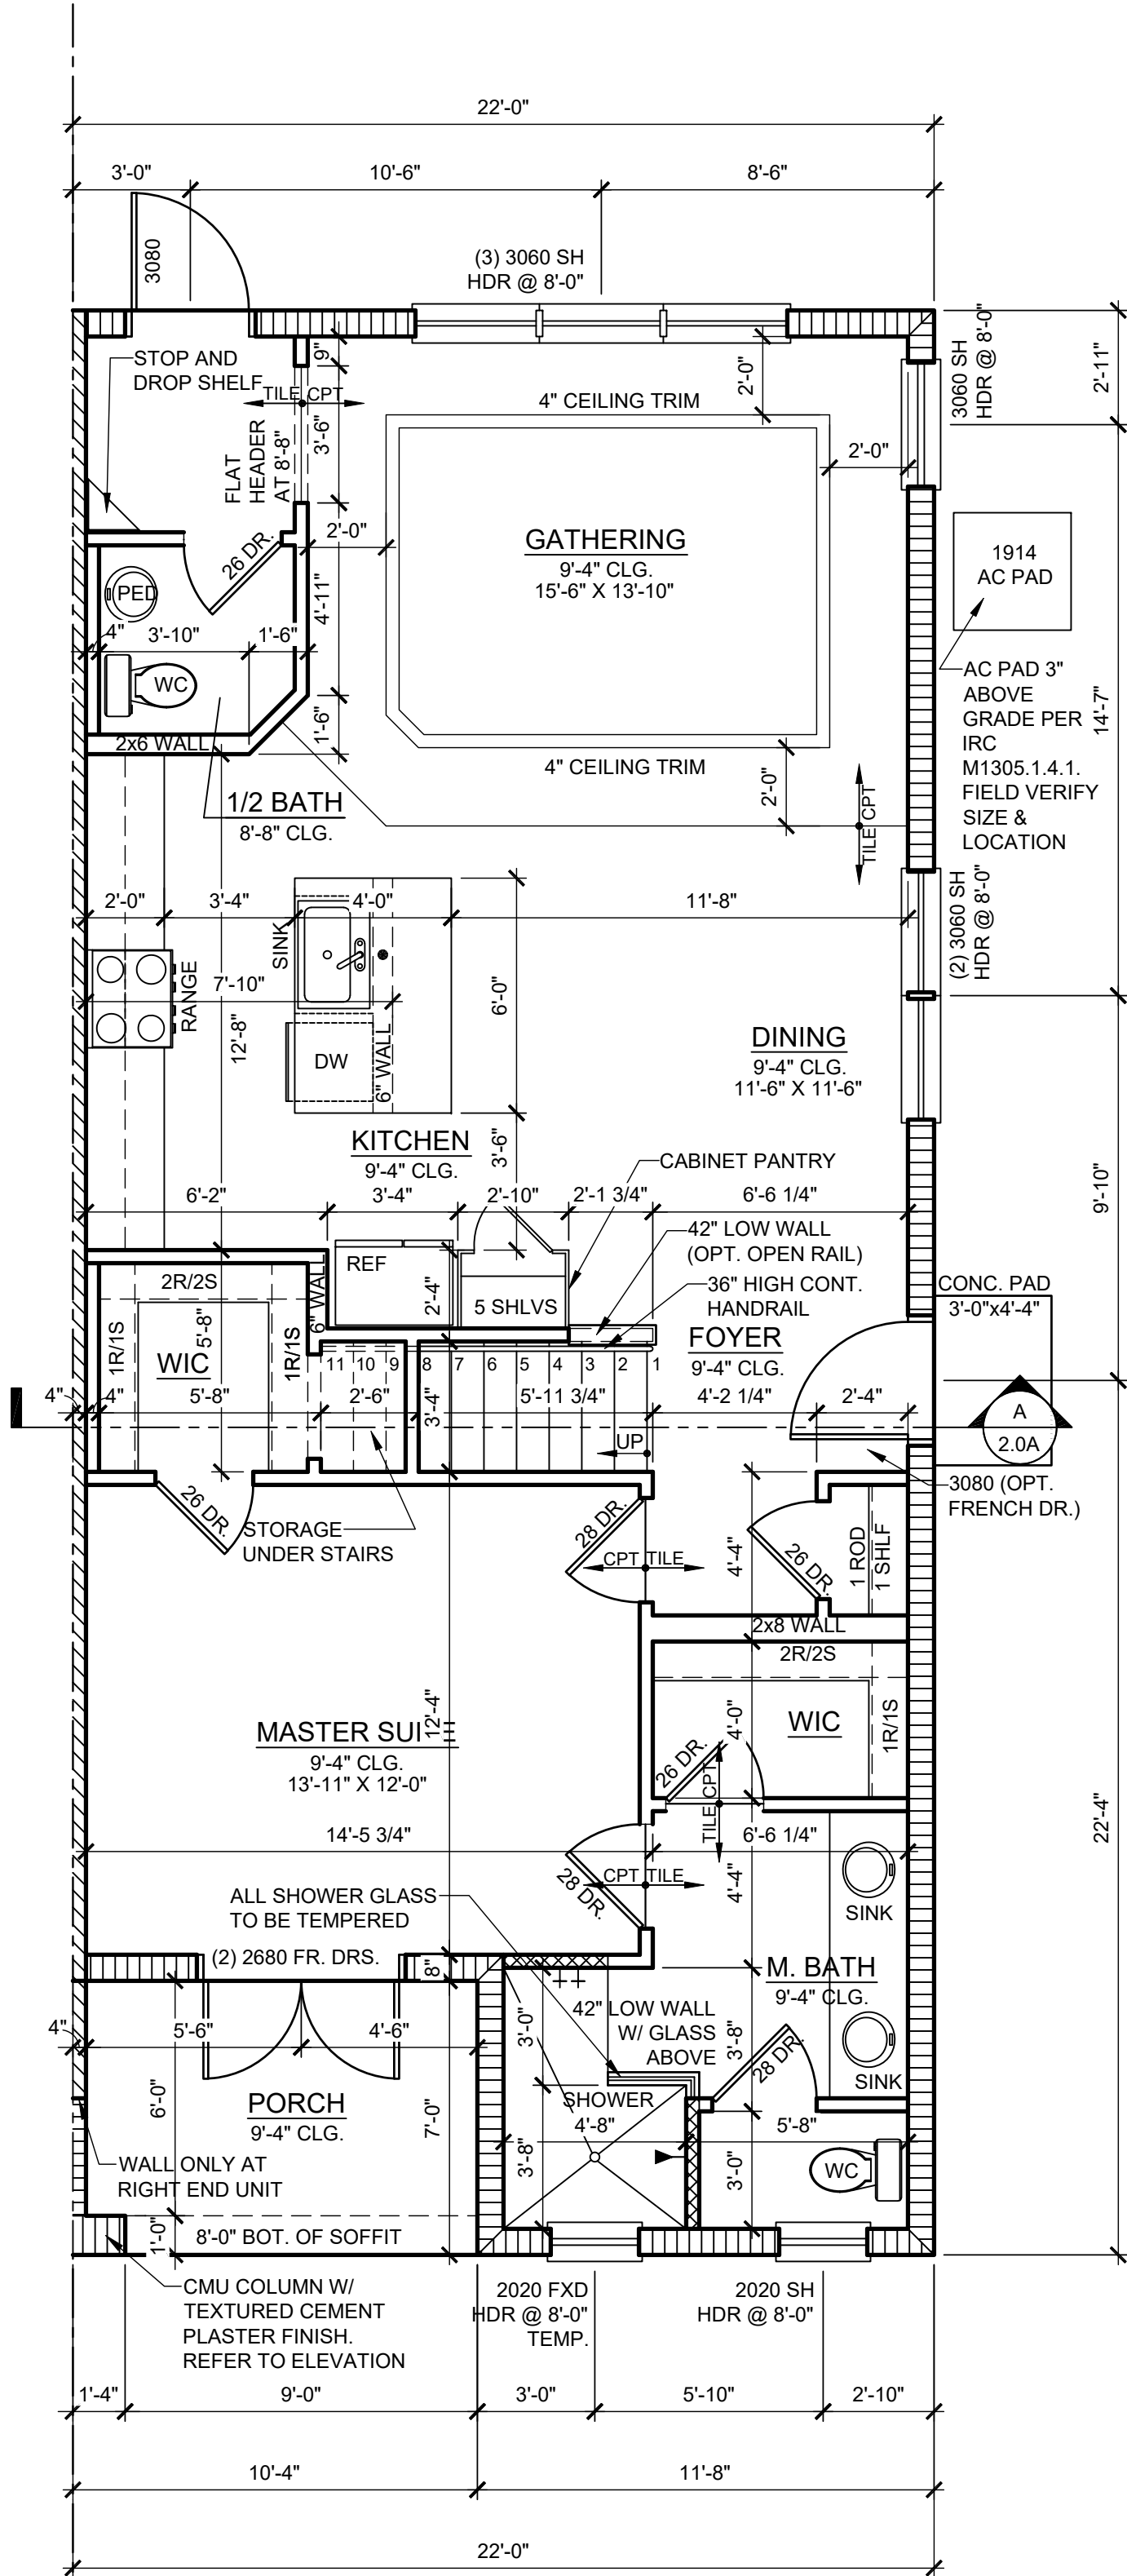 22'-0"
3'-0"
10'-6"
8'-6"
3080
(3) 3060 SH
HDR @ 8'-0"
STOP AND
DROP SHELF
9"
TILE CPT
3'-6"
FLAT
HEADER
AT 8'-8"
4" CEILING TRIM
2'-0"
2'-0"
3060 SH
HDR @ 8'-0"
2'-11"
2'-0"
GATHERING
9'-4" CLG.
15'-6" X 13'-10"
1914
AC PAD
26 DR.
PED
4'-11"
4"
3'-10"
1'-6"
WC
1'-6"
2x6 WALL
AC PAD 3"
ABOVE
GRADE PER
IRC
M1305.1.4.1.
FIELD VERIFY
SIZE &
LOCATION
14'-7"
4" CEILING TRIM
2'-0"
TILE CPT
1/2 BATH
8'-8" CLG.
2'-0"
3'-4"
4'-0"
11'-8"
SINK
(2) 3060 SH
HDR @ 8'-0"
RANGE
7'-10"
12'-8"
6'-0"
DW
6" WALL
DINING
9'-4" CLG.
11'-6" X 11'-6"
KITCHEN
9'-4" CLG.
3'-6"
CABINET PANTRY
9'-10"
6'-2"
3'-4"
2'-10"
2'-1 3/4"
6'-6 1/4"
42" LOW WALL
(OPT. OPEN RAIL)
36" HIGH CONT.
HANDRAIL
REF
2'-4"
5 SHLVS
6" WALL
2R/2S
5'-8"
1R/1S
WIC
1R/1S
FOYER
9'-4" CLG.
CONC. PAD
3'-0"x4'-4"
11 10 9 8 7 6 5 4 3 2 1
4"
4"
5'-8"
2'-6"
3'-4"
5'-11 3/4"
4'-2 1/4"
2'-4"
A
2.0A
UP
3080 (OPT.
FRENCH DR.)
26 DR.
STORAGE
UNDER STAIRS
28 DR.
CPT TILE
4'-4"
26 DR.
1 ROD
1 SHLF
2x8 WALL
2R/2S
MASTER SUITE
9'-4" CLG.
13'-11" X 12'-0"
12'-4"
4'-0"
WIC
1R/1S
26 DR.
TILE CPT
22'-4"
14'-5 3/4"
6'-6 1/4"
CPT TILE
28 DR.
4'-4"
SINK
ALL SHOWER GLASS
TO BE TEMPERED
(2) 2680 FR. DRS.
8"
M. BATH
9'-4" CLG.
4"
5'-6"
4'-6"
3'-0"
42" LOW WALL
W/ GLASS
ABOVE
3'-8"
28 DR.
SINK
PORCH
9'-4" CLG.
6'-0"
7'-0"
SHOWER
4'-8"
3'-8"
5'-8"
3'-0"
WC
WALL ONLY AT
RIGHT END UNIT
1'-0"
8'-0" BOT. OF SOFFIT
CMU COLUMN W/
TEXTURED CEMENT
PLASTER FINISH.
REFER TO ELEVATION
2020 FXD
HDR @ 8'-0"
TEMP.
2020 SH
HDR @ 8'-0"
1'-4"
9'-0"
3'-0"
5'-10"
2'-10"
10'-4"
11'-8"
22'-0"